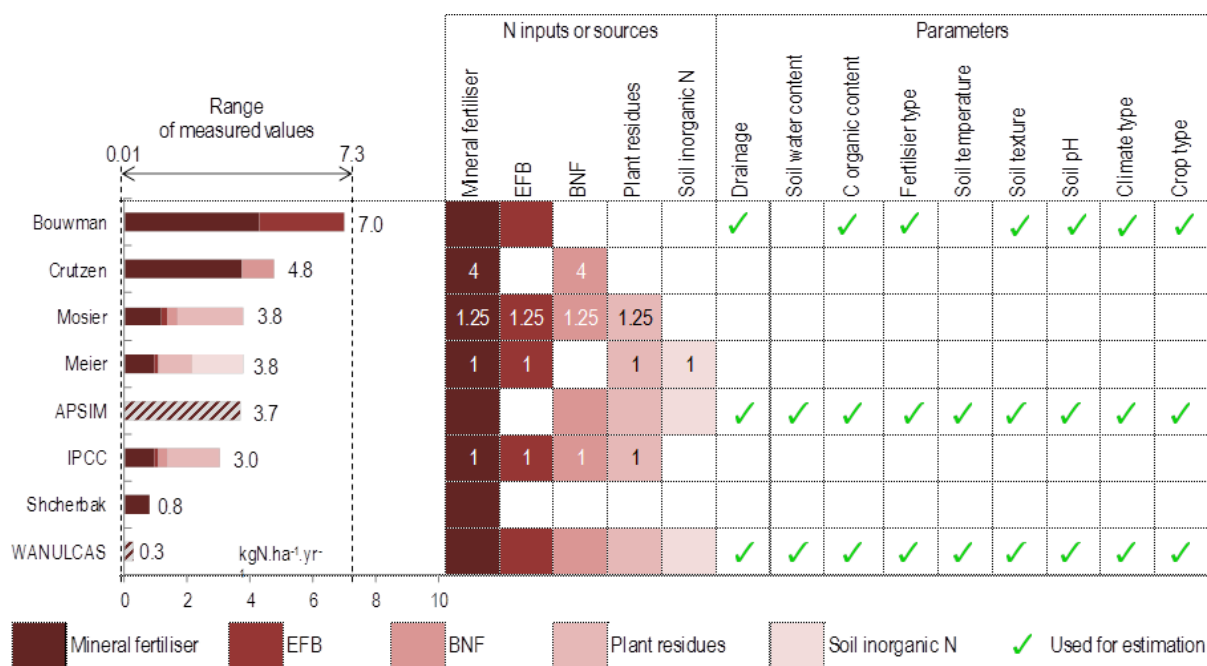 N inputs or sources
Parameters
Range
of measured values
0.01
7.3
Mineral fertiliser
EFB
BNF
Plant residues
Soil inorganic N
Drainage
Soil water content
C organic content
Fertilsier type
Soil temperature
Soil texture
Soil pH
Climate type
Crop type
Bouwman 7.0
Crutzen 4.8 4 4
Mosier 3.8 1.25 1.25 1.25 1.25
Meier 3.8 1 1 1 1
APSIM 3.7
IPCC 3.0 1 1 1 1
Shcherbak 0.8
WANULCAS 0.3
kgN.ha⁻¹.yr⁻
0 2 4 6 8 10
Mineral fertiliser EFB BNF Plant residues Soil inorganic N ✓ Used for estimation